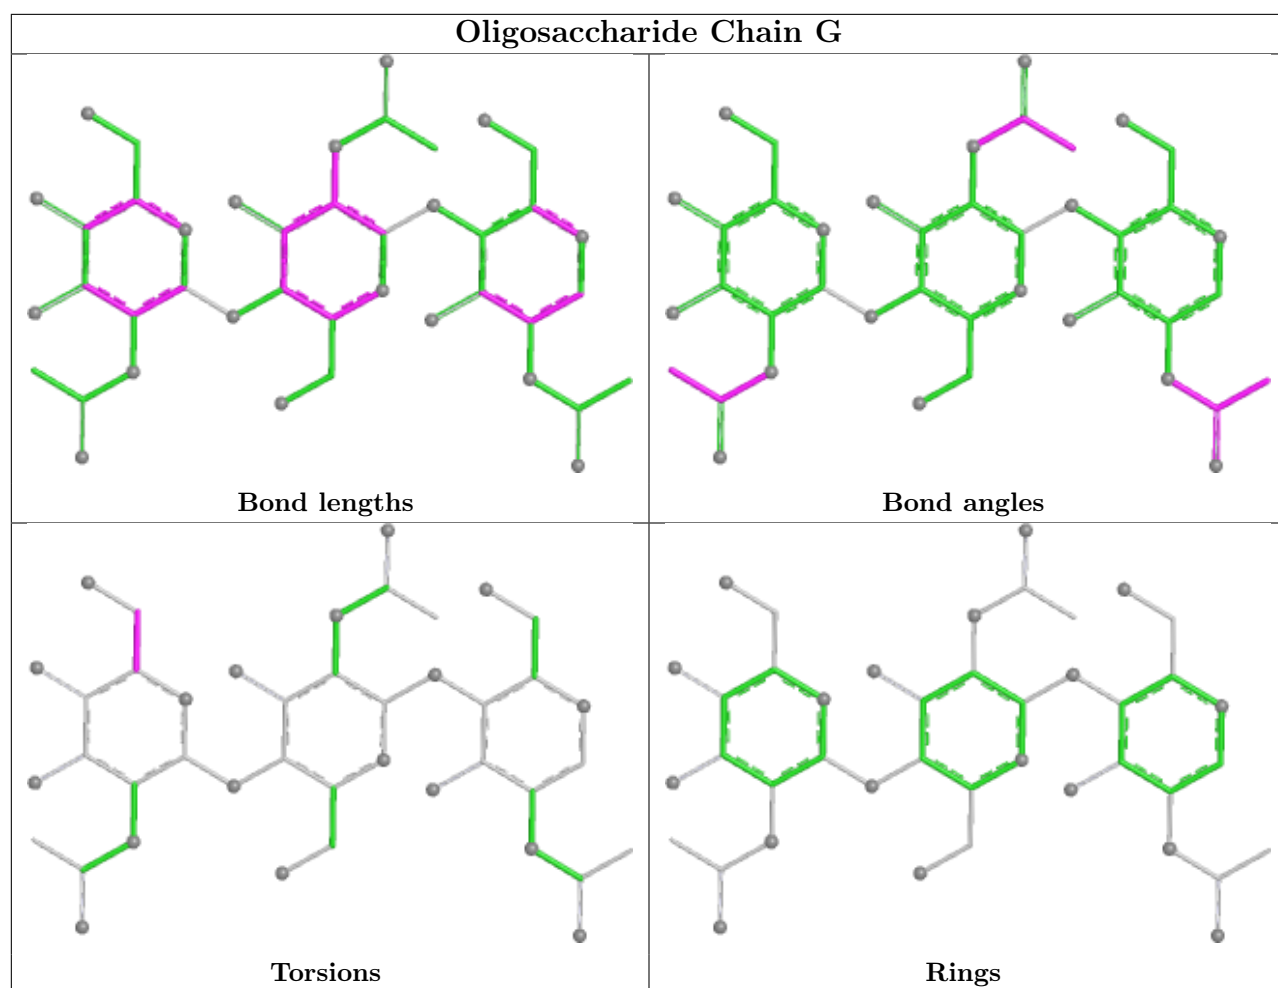 Oligosaccharide Chain G
Bond lengths
Bond angles
Torsions
Rings